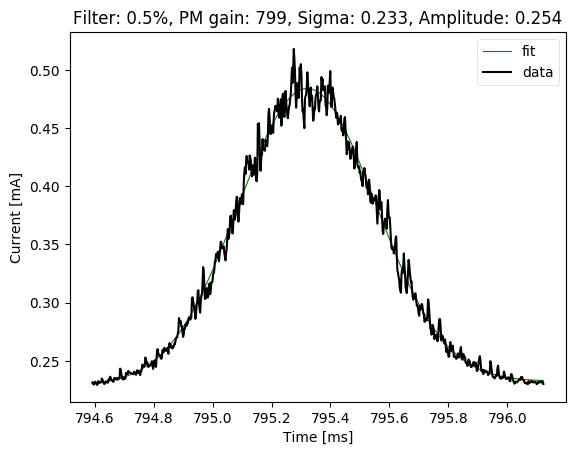 Filter: 0.5%, PM gain: 799, Sigma: 0.233, Amplitude: 0.254
fit
data
0.50
0.45
0.40
0.35
0.30
0.25
Current [mA]
794.6 794.8 795.0 795.2 795.4 795.6 795.8 796.0
Time [ms]